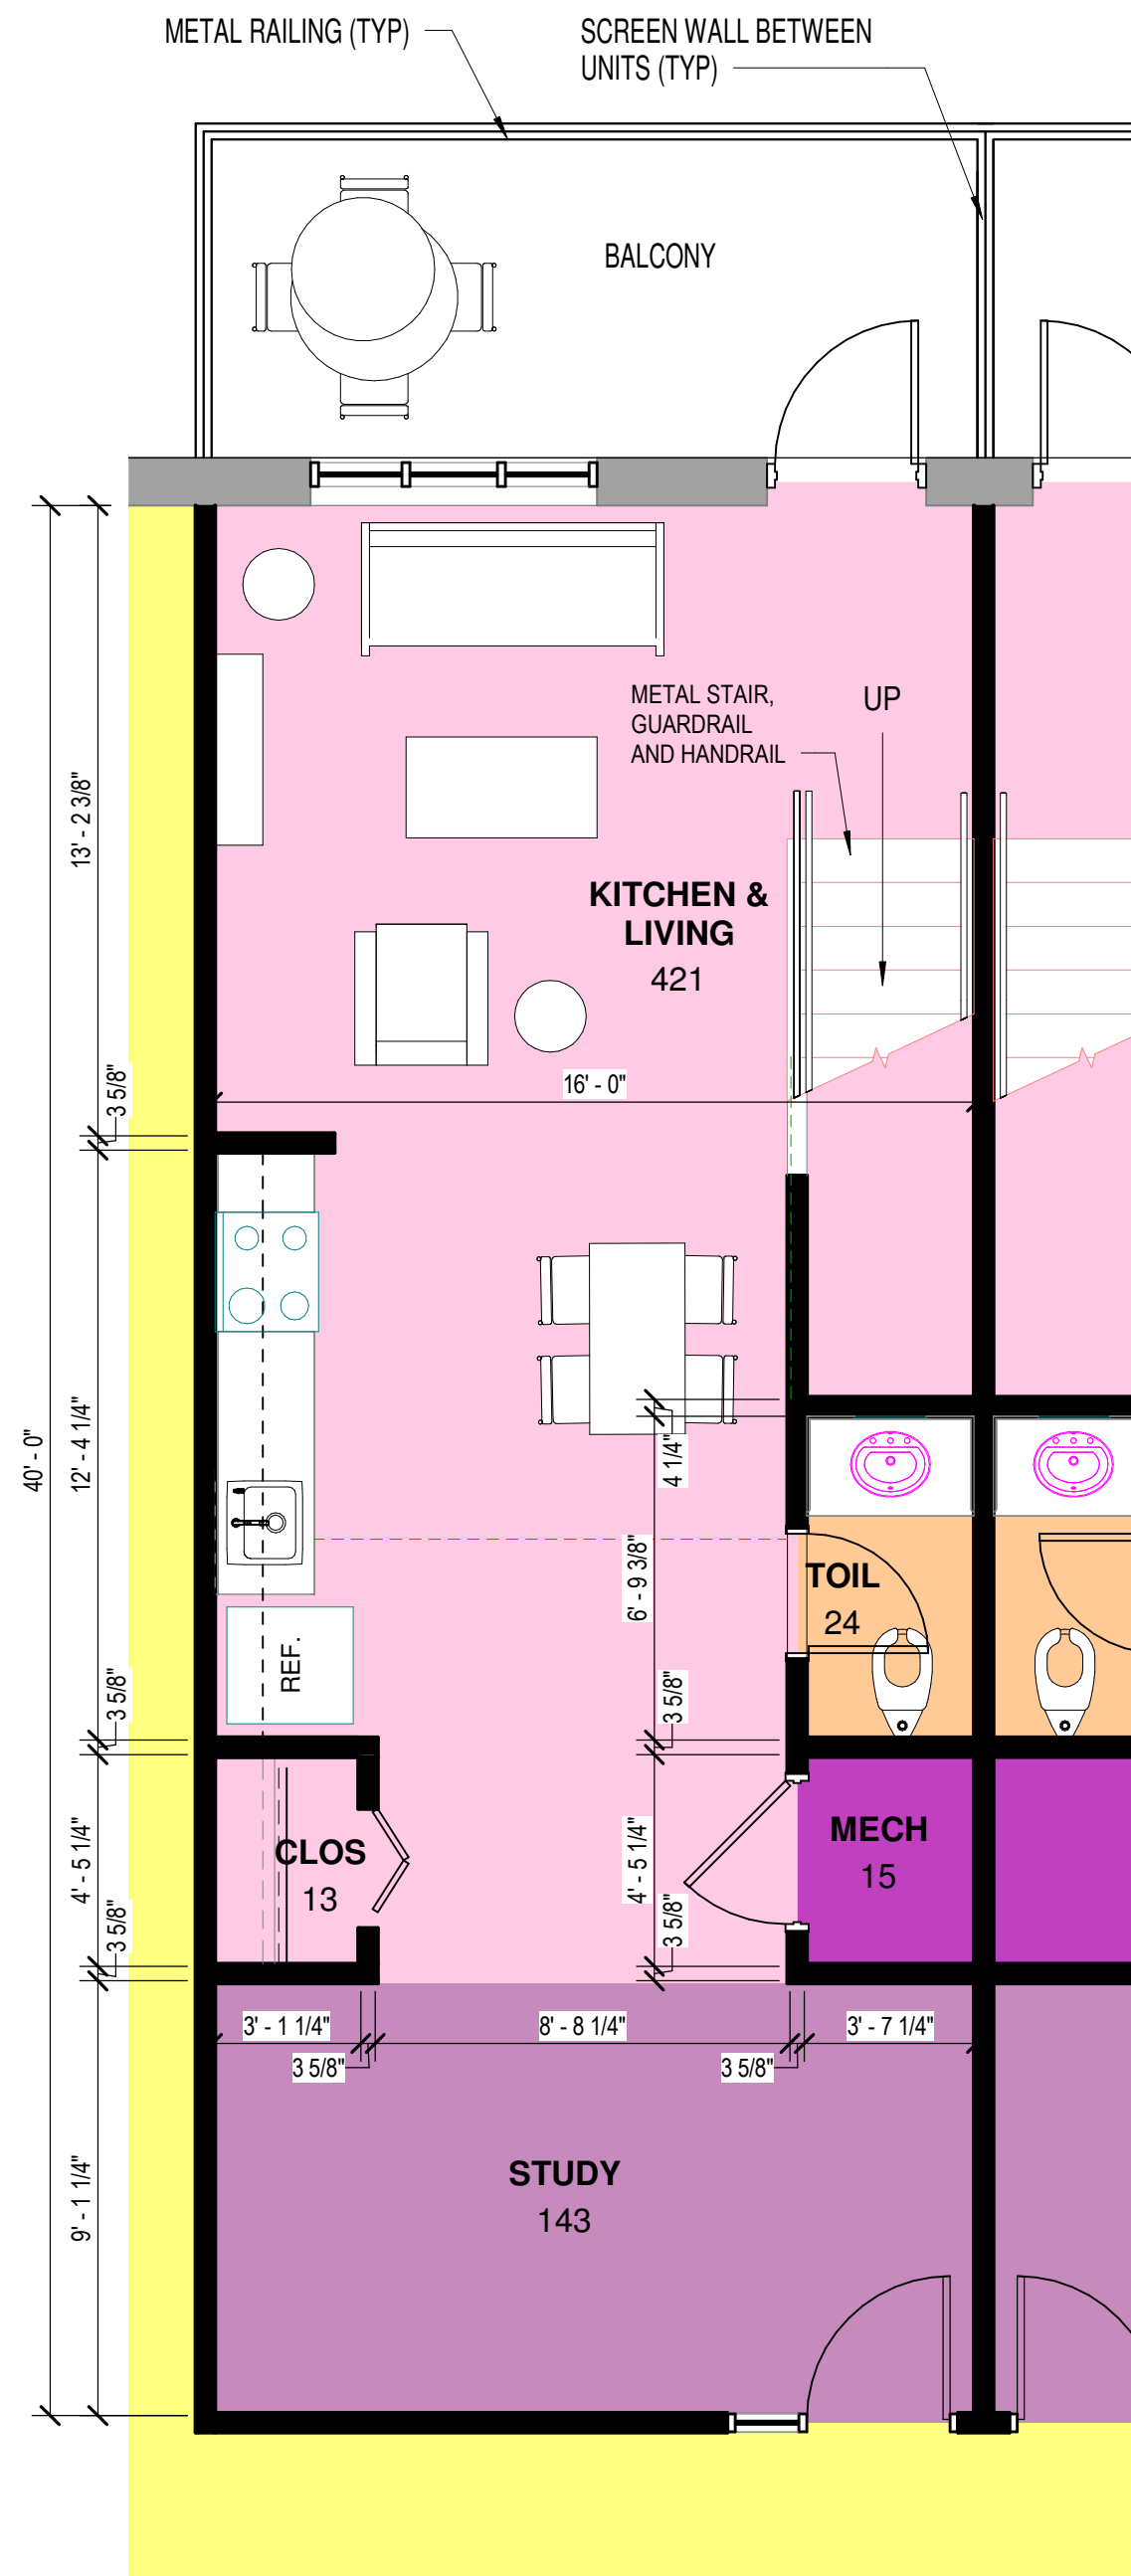 METAL RAILING (TYP)
SCREEN WALL BETWEEN
UNITS (TYP)
BALCONY
METAL STAIR,
GUARDRAIL
AND HANDRAIL
UP
13' - 2 3/8"
KITCHEN &
LIVING
421
3 5/8"
16' - 0"
40' - 0"
12' - 4 1/4"
4 1/4"
6' - 9 3/8"
TOIL
24
REF.
3 5/8"
3 5/8"
CLOS
13
MECH
15
4' - 5 1/4"
4' - 5 1/4"
3 5/8"
3 5/8"
3' - 1 1/4"
8' - 8 1/4"
3' - 7 1/4"
3 5/8"
3 5/8"
9' - 1 1/4"
STUDY
143